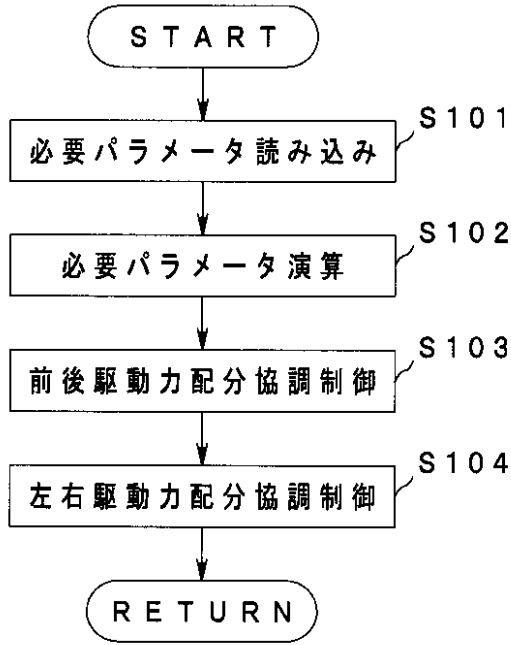 START
S101
必要パラメータ読み込み
S102
必要パラメータ演算
S103
前後駆動力配分協調制御
S104
左右駆動力配分協調制御
RETURN